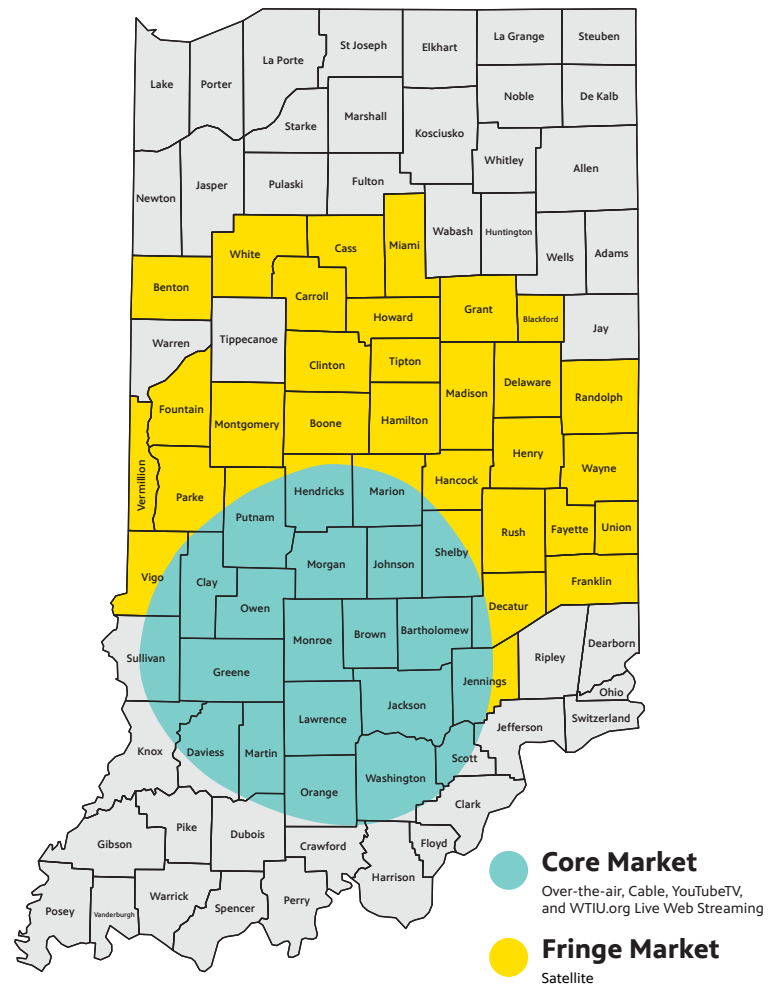 St Joseph
Elkhart
La Grange
Steuben
Lake
Porter
La Porte
Noble
De Kalb
Starke
Marshall
Kosciusko
Whitley
Allen
Newton
Jasper
Pulaski
Fulton
Wabash
Huntington
Wells
Adams
White
Cass
Miami
Benton
Carroll
Howard
Grant
Blackford
Jay
Warren
Tippecanoe
Clinton
Tipton
Madison
Delaware
Randolph
Fountain
Montgomery
Boone
Hamilton
Henry
Wayne
Vermillion
Parke
Putnam
Hendricks
Marion
Hancock
Rush
Fayette
Union
Vigo
Clay
Morgan
Johnson
Shelby
Franklin
Owen
Decatur
Sullivan
Greene
Monroe
Brown
Bartholomew
Jennings
Ripley
Dearborn
Ohio
Knox
Daviess
Martin
Lawrence
Jackson
Jefferson
Switzerland
Scott
Orange
Washington
Clark
Gibson
Pike
Dubois
Crawford
Floyd
Harrison
Posey
Vanderburgh
Warrick
Spencer
Perry
Core Market
Over-the-air, Cable, YouTubeTV,
and WTIU.org Live Web Streaming
Fringe Market
Satellite